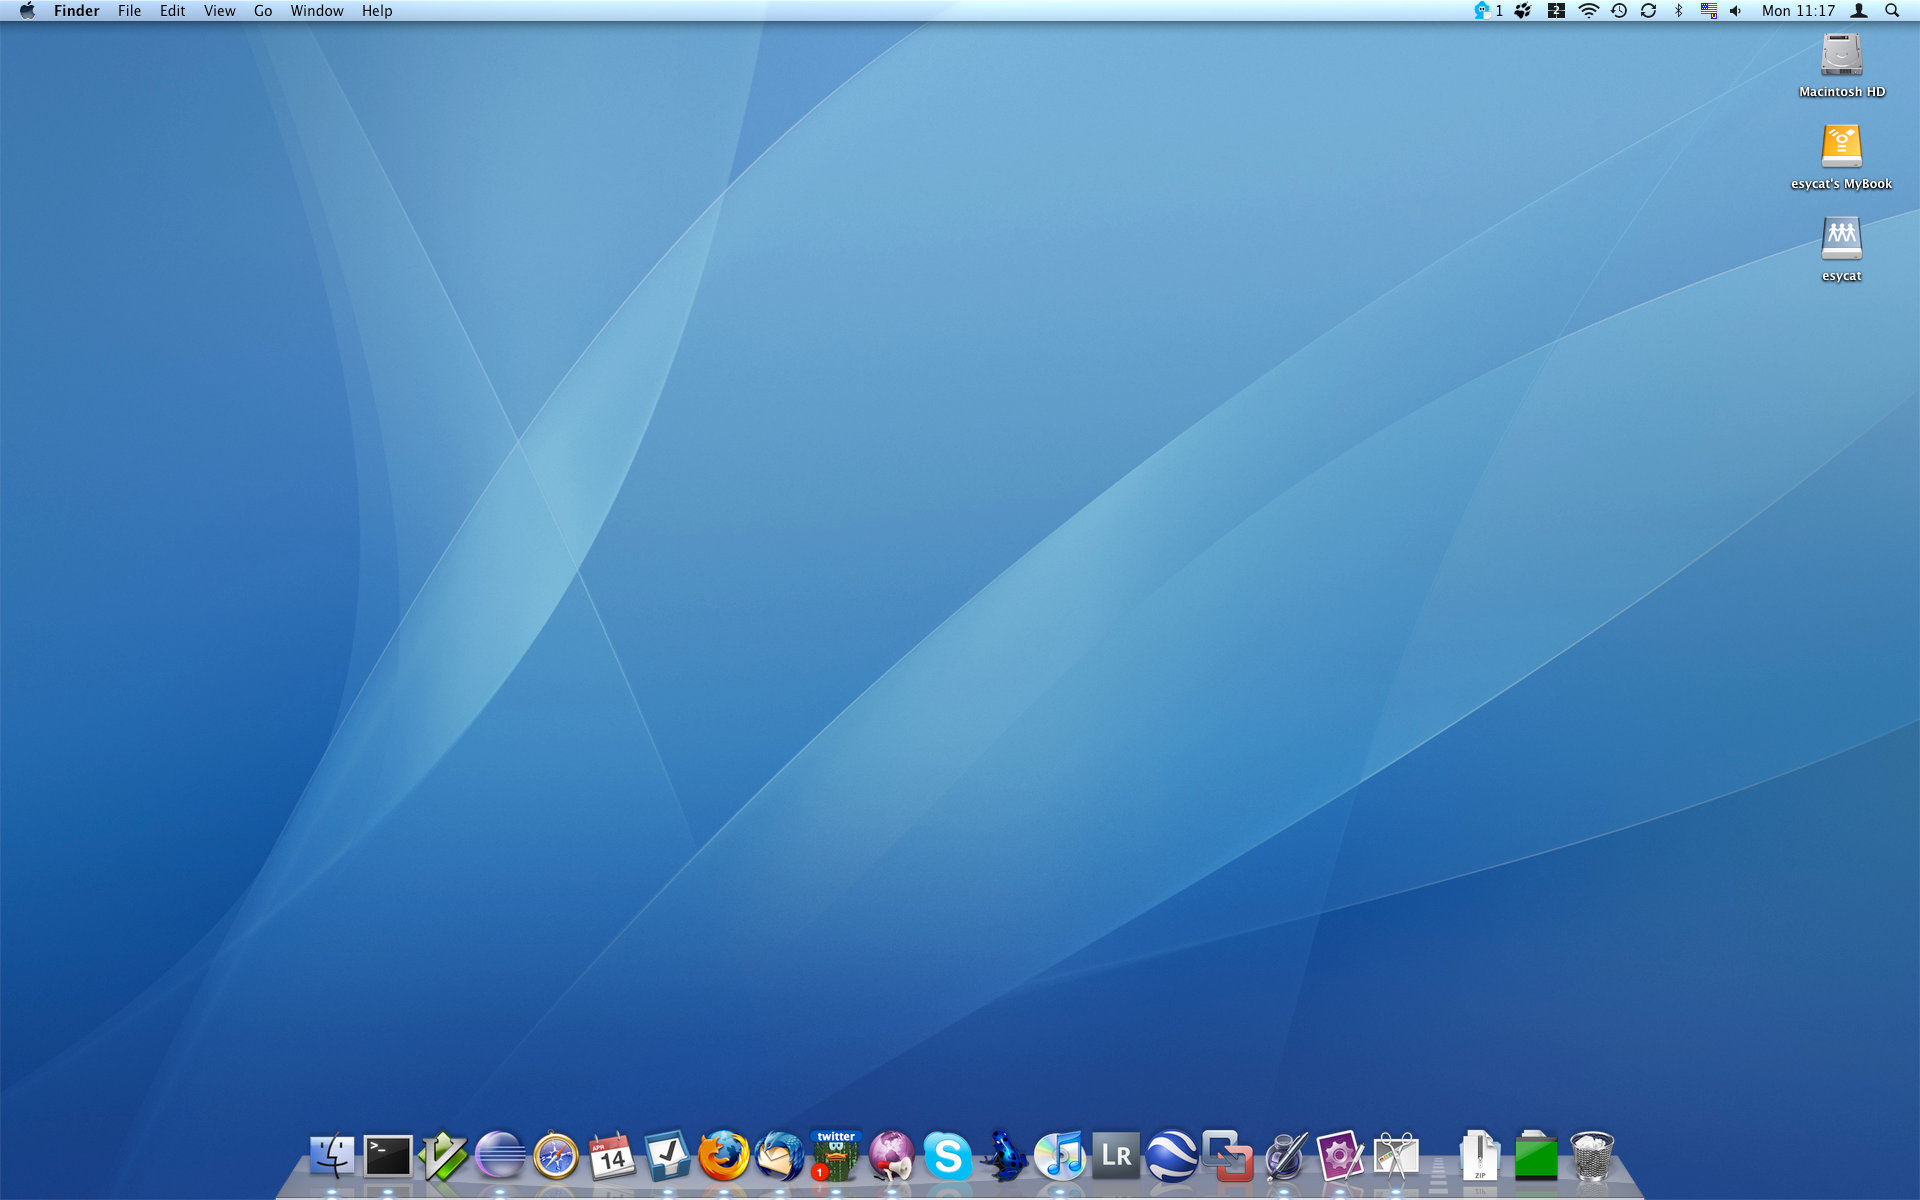 Finder File Edit View Go Window Help
1 2 Mon 11:17
Macintosh HD
esycat's MyBook
esycat
>_
APR
14
twitter
1
S
LR
ZIP